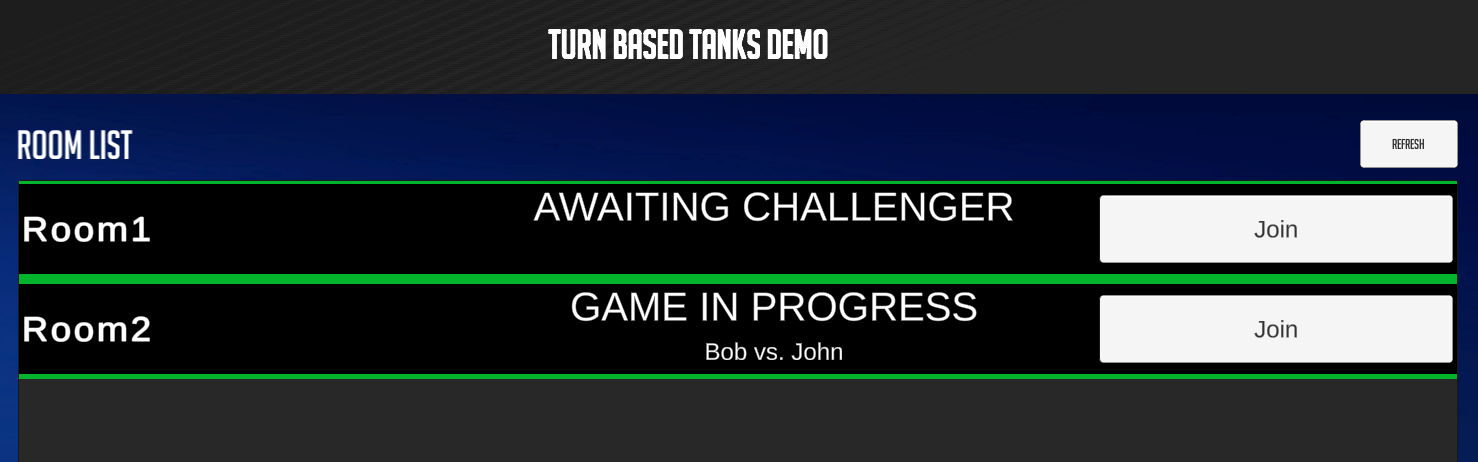 TURN BASED TANKS DEMO
ROOM LIST
REFRESH
Room1
AWAITING CHALLENGER
Join
Room2
GAME IN PROGRESS
Bob vs. John
Join